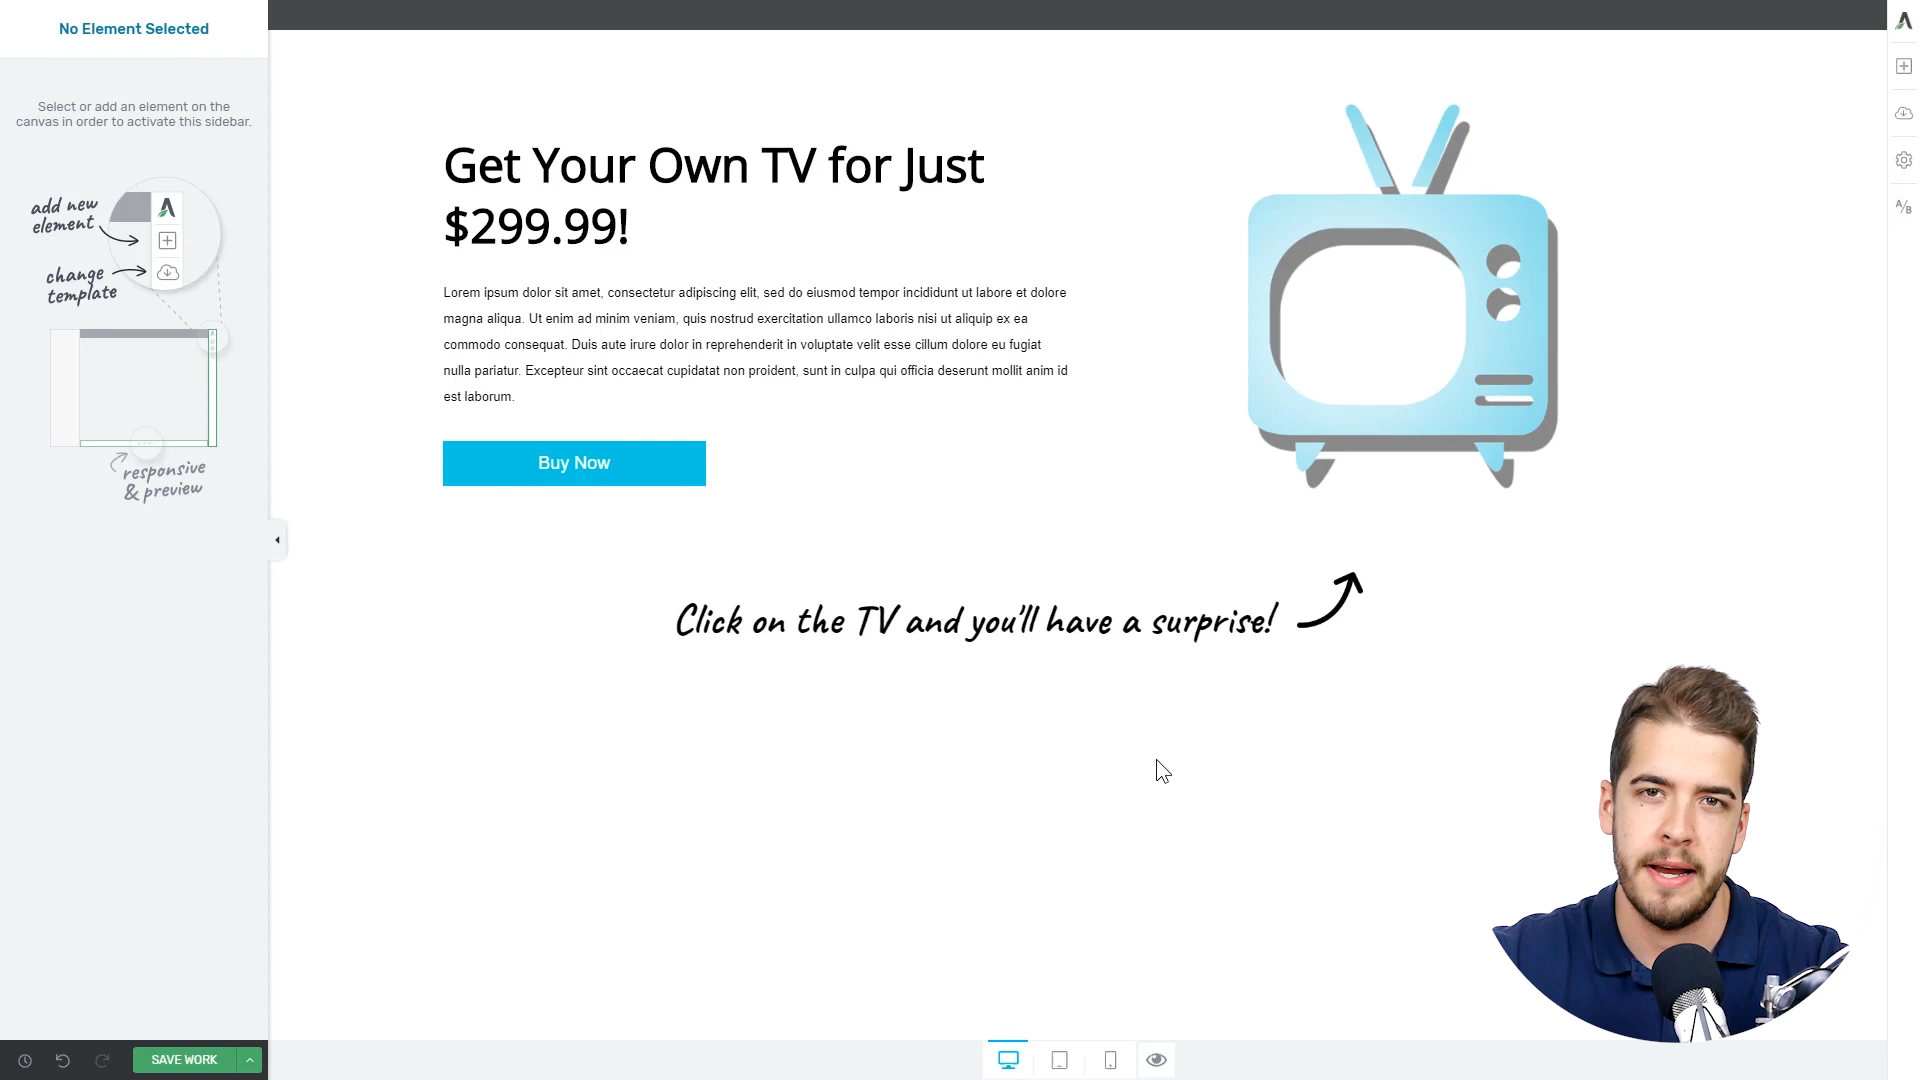 No Element Selected
Select or add an element on the
canvas in order to activate this sidebar.
add new
element
change
template
responsive
& preview
Get Your Own TV for Just
$299.99!
Lorem ipsum dolor sit amet, consectetur adipiscing elit, sed do eiusmod tempor incididunt ut labore et dolore
magna aliqua. Ut enim ad minim veniam, quis nostrud exercitation ullamco laboris nisi ut aliquip ex ea
commodo consequat. Duis aute irure dolor in reprehenderit in voluptate velit esse cillum dolore eu fugiat
nulla pariatur. Excepteur sint occaecat cupidatat non proident, sunt in culpa qui officia deserunt mollit anim id
est laborum.
Buy Now
Click on the TV and you'll have a surprise!
A/B
SAVE WORK